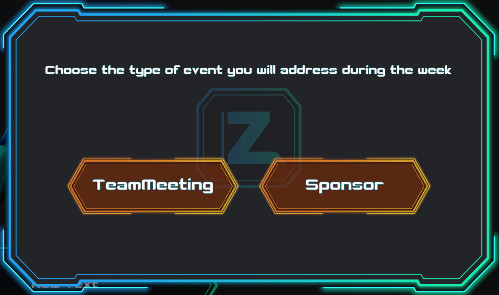 Choose the type of event you will address during the week
Z
TeamMeeting
Sponsor